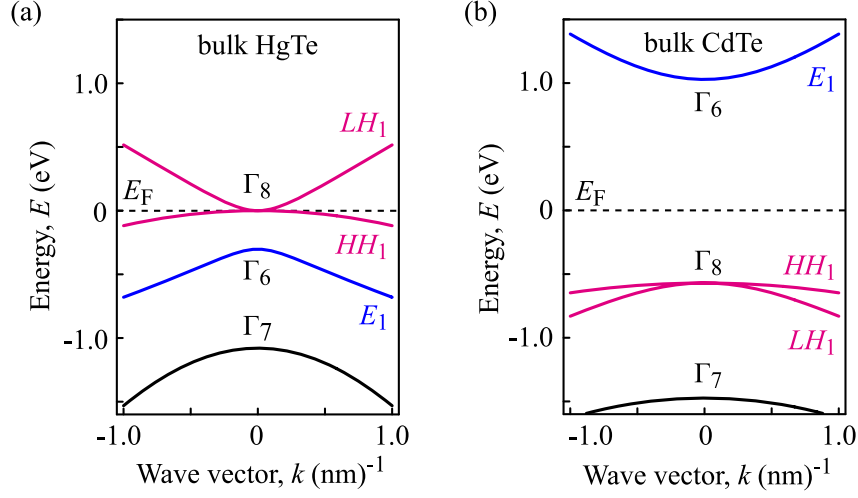 (a)
bulk HgTe
1.0
0
-1.0
Energy, E (eV)
E_F
LH₁
Γ₈
HH₁
Γ₆
E₁
Γ₇
-1.0 0 1.0
Wave vector, k (nm)⁻¹
(b)
bulk CdTe
1.0
0
-1.0
Energy, E (eV)
E₁
Γ₆
E_F
Γ₈
HH₁
LH₁
Γ₇
-1.0 0 1.0
Wave vector, k (nm)⁻¹